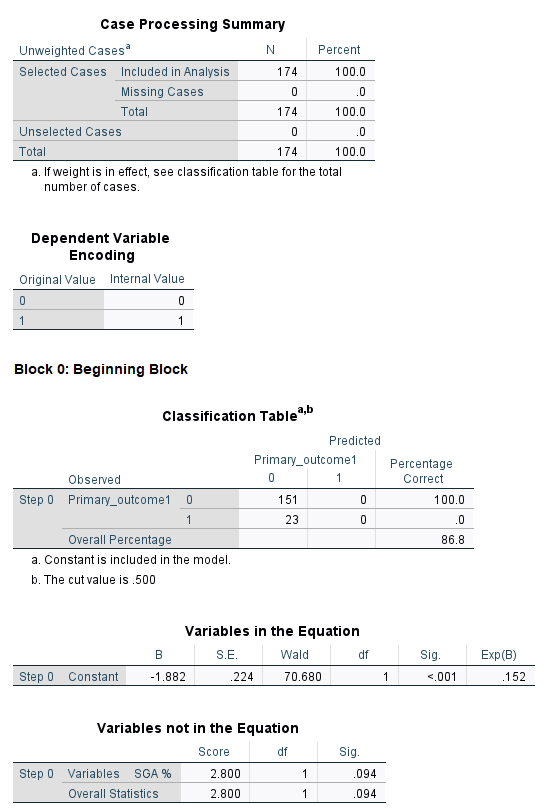 Case Processing Summary
Unweighted Casesᵃ N Percent
Selected Cases Included in Analysis 174 100.0
Missing Cases 0 .0
Total 174 100.0
Unselected Cases 0 .0
Total 174 100.0
a. If weight is in effect, see classification table for the total
number of cases.
Dependent Variable
Encoding
Original Value Internal Value
0 0
1 1
Block 0: Beginning Block
Classification Tableᵃ,ᵇ
Predicted
Primary_outcome1 Percentage
Observed 0 1 Correct
Step 0 Primary_outcome1 0 151 0 100.0
1 23 0 .0
Overall Percentage 86.8
a. Constant is included in the model.
b. The cut value is .500
Variables in the Equation
B S.E. Wald df Sig. Exp(B)
Step 0 Constant -1.882 .224 70.680 1 <.001 .152
Variables not in the Equation
Score df Sig.
Step 0 Variables SGA % 2.800 1 .094
Overall Statistics 2.800 1 .094